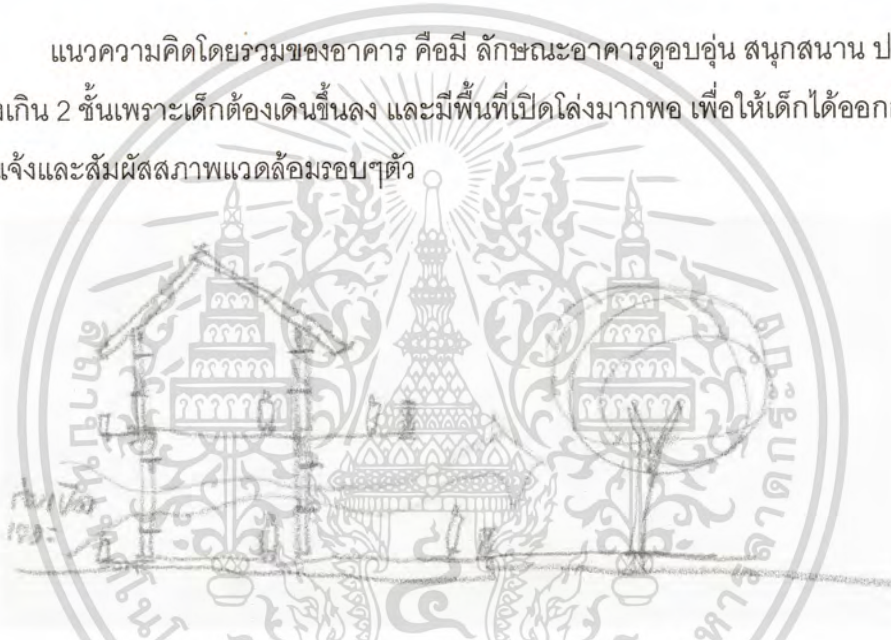 แนวความคิดโดยรวมของอาคาร คือมี ลักษณะอาคารดูอบอุ่น สนุกสนาน ป
งเกิน 2 ชั้นเพราะเด็กต้องเดินขึ้นลง และมีพื้นที่เปิดโล่งมากพอ เพื่อให้เด็กได้ออก
แจ้งและสัมผัสสภาพแวดล้อมรอบๆตัว